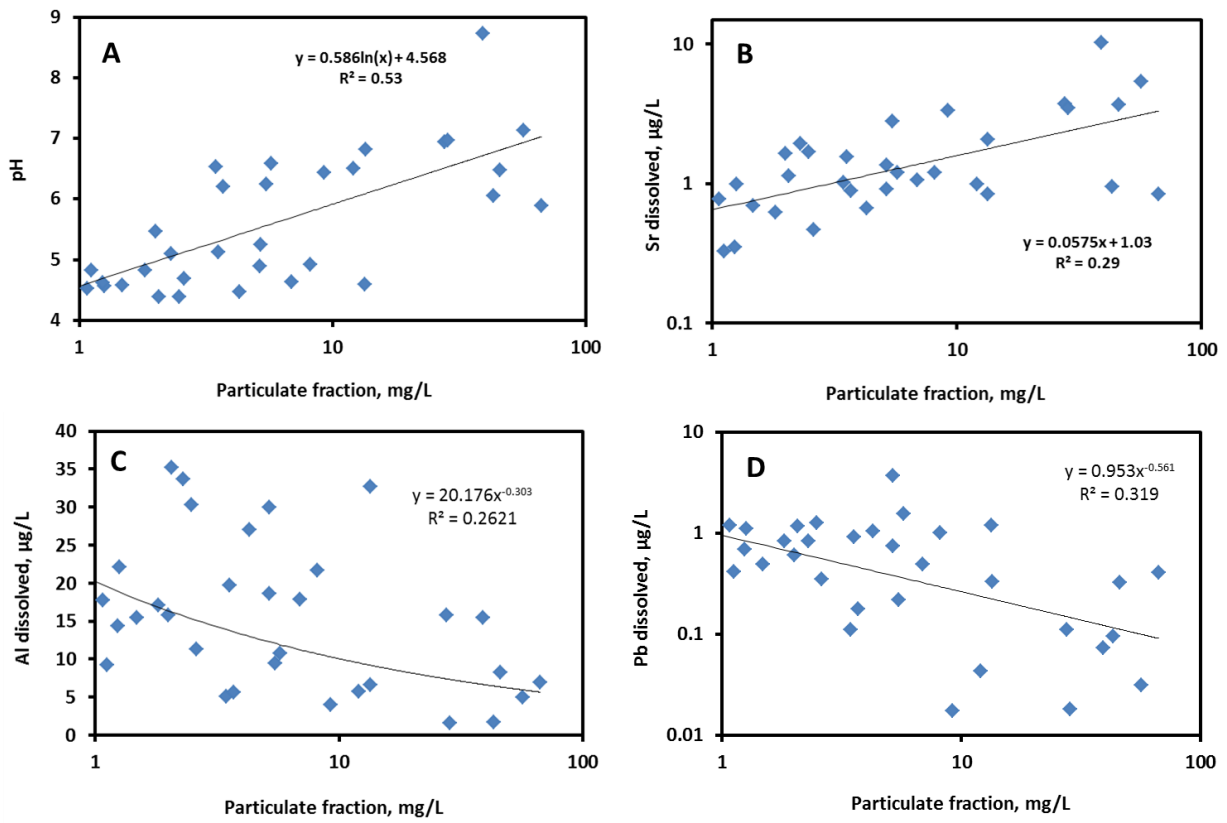 A
y = 0.586ln(x) + 4.568
R² = 0.53
9
8
7
6
5
4
pH
1
10
100
Particulate fraction, mg/L
B
10
1
0.1
Sr dissolved, µg/L
y = 0.0575x + 1.03
R² = 0.29
1
10
100
Particulate fraction, mg/L
C
40
35
30
25
20
15
10
5
0
Al dissolved, µg/L
y = 20.176x^-0.303
R² = 0.2621
1
10
100
Particulate fraction, mg/L
D
10
1
0.1
0.01
Pb dissolved, µg/L
y = 0.953x^-0.561
R² = 0.319
1
10
100
Particulate fraction, mg/L